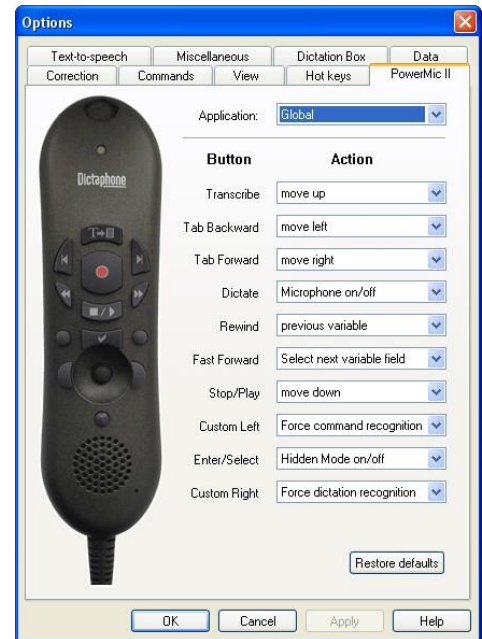 Options
Text-to-speech Miscellaneous Dictation Box Data
Correction Commands View Hot keys PowerMic II
Application: Global
Dictaphone
Button Action
Transcribe move up
Tab Backward move left
Tab Forward move right
Dictate Microphone on/off
Rewind previous variable
Fast Forward Select next variable field
Stop/Play move down
Custom Left Force command recognition
Enter/Select Hidden Mode on/off
Custom Right Force dictation recognition
Restore defaults
OK Cancel Apply Help